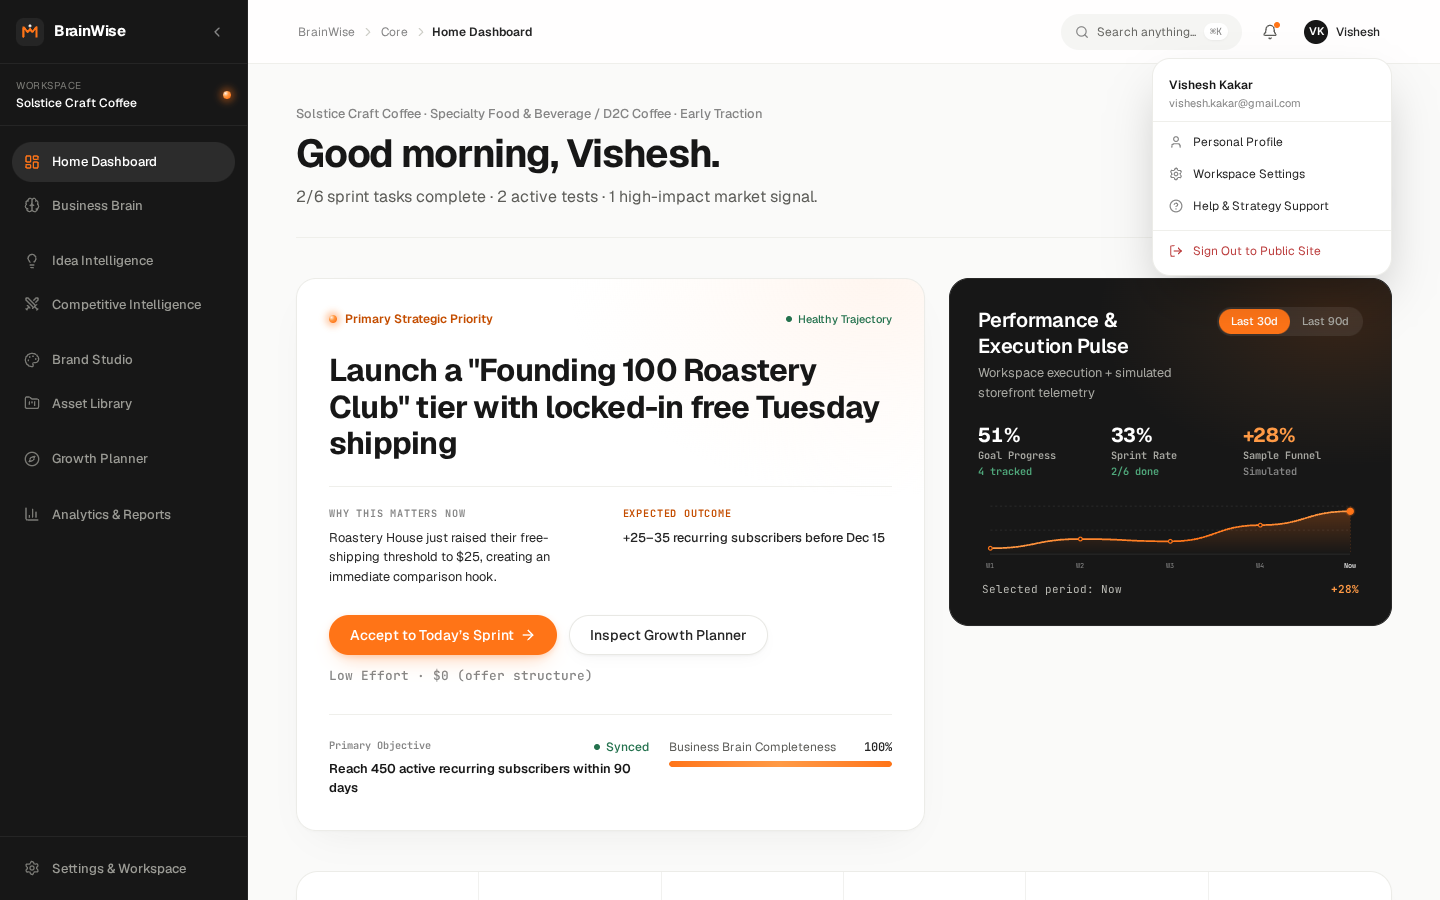 BrainWise
WORKSPACE
Solstice Craft Coffee
Home Dashboard
Business Brain
Idea Intelligence
Competitive Intelligence
Brand Studio
Asset Library
Growth Planner
Analytics & Reports
Settings & Workspace
BrainWise > Core > Home Dashboard
Search anything... ⌘K
VK Vishesh
Vishesh Kakar
vishesh.kakar@gmail.com
Personal Profile
Workspace Settings
Help & Strategy Support
Sign Out to Public Site
Solstice Craft Coffee · Specialty Food & Beverage / D2C Coffee · Early Traction
Good morning, Vishesh.
2/6 sprint tasks complete · 2 active tests · 1 high-impact market signal.
Primary Strategic Priority
Healthy Trajectory
Launch a "Founding 100 Roastery
Club" tier with locked-in free Tuesday
shipping
WHY THIS MATTERS NOW
Roastery House just raised their free-
shipping threshold to $25, creating an
immediate comparison hook.
EXPECTED OUTCOME
+25–35 recurring subscribers before Dec 15
Accept to Today's Sprint →
Inspect Growth Planner
Low Effort · $0 (offer structure)
Primary Objective
Synced
Reach 450 active recurring subscribers within 90
days
Business Brain Completeness 100%
Performance &
Execution Pulse
Last 30d Last 90d
Workspace execution + simulated
storefront telemetry
51% 33% +28%
Goal Progress Sprint Rate Sample Funnel
4 tracked 2/6 done Simulated
W1 W2 W3 W4 Now
Selected period: Now +28%